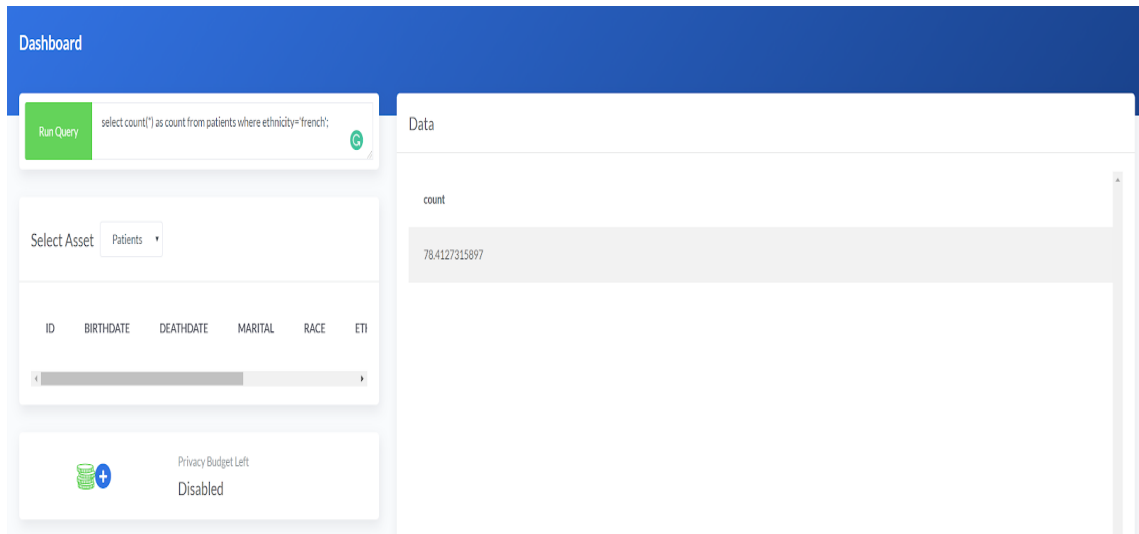 Dashboard
Run Query
select count(*) as count from patients where ethnicity='french';
G
Select Asset
Patients
ID BIRTHDATE DEATHDATE MARITAL RACE
Privacy Budget Left
Disabled
Data
count
78.4127315897